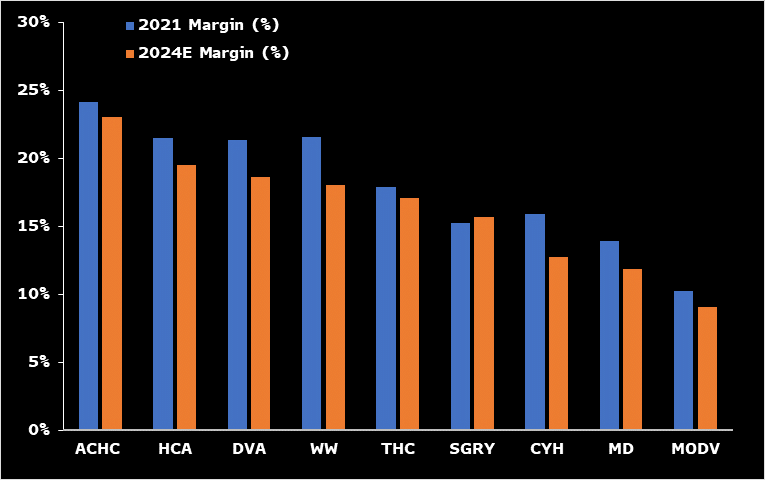 2021 Margin (%)
2024E Margin (%)
30%
25%
20%
15%
10%
5%
0%
ACHC HCA DVA WW THC SGRY CYH MD MODV